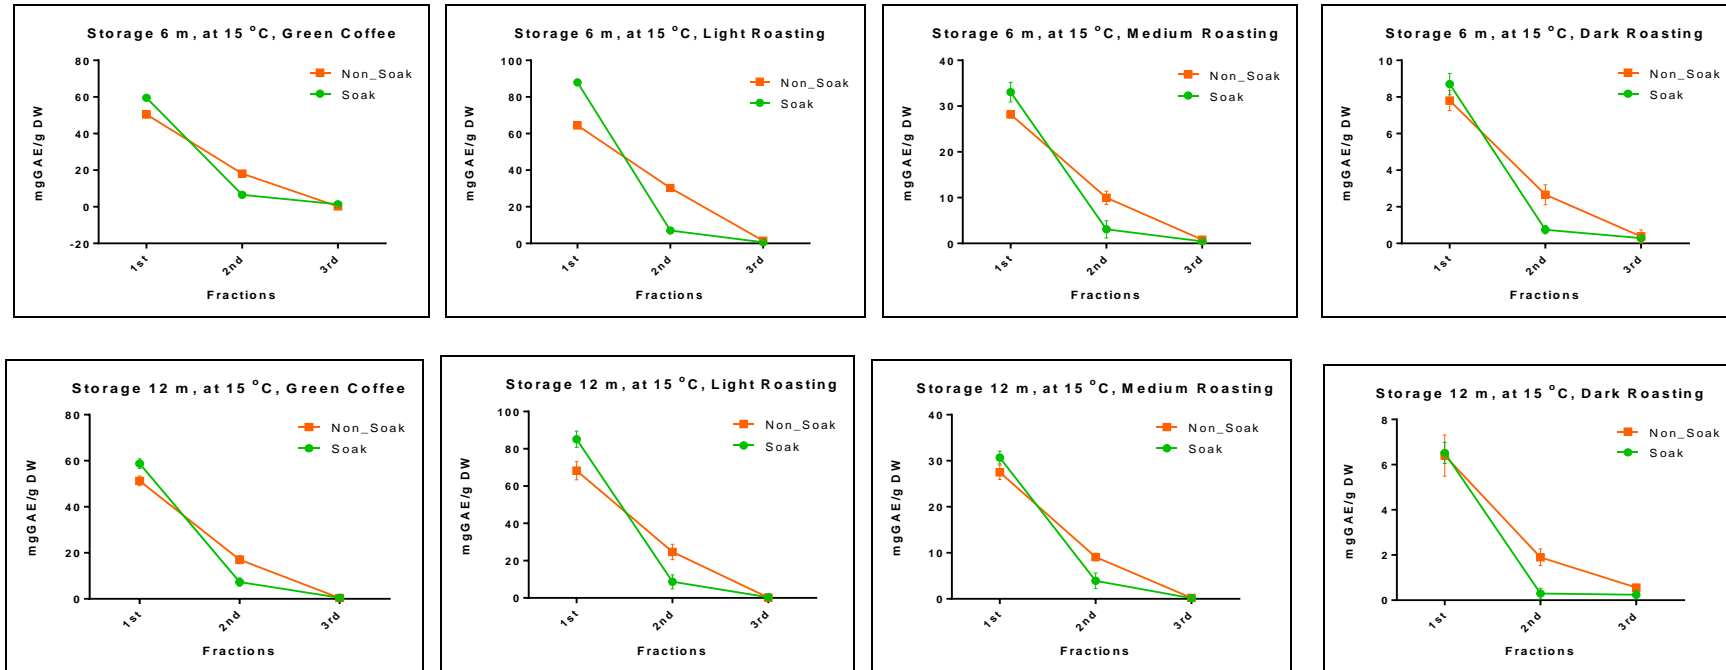 Storage 6 m, at 15 °C, Green Coffee
80
60
40
20
0
-20
mgGAE/g DW
Non_Soak
Soak
1st
2nd
3rd
Fractions
Storage 6 m, at 15 °C, Light Roasting
100
80
60
40
20
0
mgGAE/g DW
Non_Soak
Soak
1st
2nd
3rd
Fractions
Storage 6 m, at 15 °C, Medium Roasting
40
30
20
10
0
mgGAE/g DW
Non_Soak
Soak
1st
2nd
3rd
Fractions
Storage 6 m, at 15 °C, Dark Roasting
10
8
6
4
2
0
mgGAE/g DW
Non_Soak
Soak
1st
2nd
3rd
Fractions
Storage 12 m, at 15 °C, Green Coffee
80
60
40
20
0
mgGAE/g DW
Non_Soak
Soak
1st
2nd
3rd
Fractions
Storage 12 m, at 15 °C, Light Roasting
100
80
60
40
20
0
mgGAE/g DW
Non_Soak
Soak
1st
2nd
3rd
Fractions
Storage 12 m, at 15 °C, Medium Roasting
40
30
20
10
0
mgGAE/g DW
Non_Soak
Soak
1st
2nd
3rd
Fractions
Storage 12 m, at 15 °C, Dark Roasting
8
6
4
2
0
mgGAE/g DW
Non_Soak
Soak
1st
2nd
3rd
Fractions